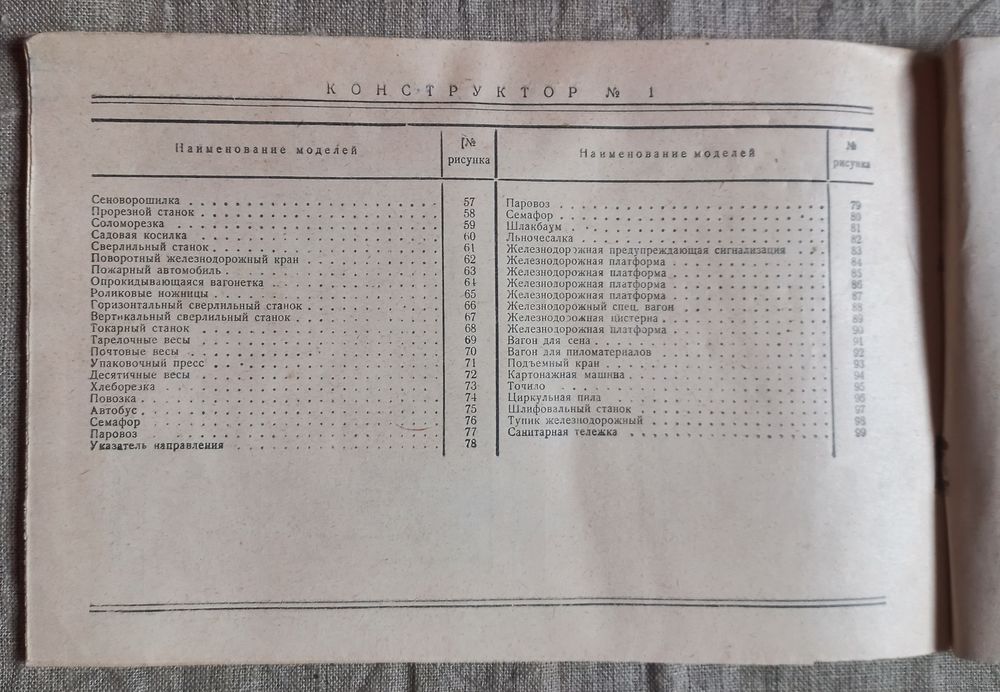 КОНСТРУКТОР № 1
Наименование моделей
№
рисунка
Сеноворошилка 57
Прорезной станок 58
Соломорезка 59
Садовая косилка 60
Сверлильный станок 61
Поворотный железнодорожный кран 62
Пожарный автомобиль 63
Опрокидывающаяся вагонетка 64
Роликовые ножницы 65
Горизонтальный сверлильный станок 66
Вертикальный сверлильный станок 67
Токарный станок 68
Тарелочные весы 69
Почтовые весы 70
Упаковочный пресс 71
Десятичные весы 72
Хлеборезка 73
Повозка 74
Автобус 75
Семафор 76
Паровоз 77
Указатель направления 78
Наименование моделей
№
рисунка
Паровоз 79
Семафор 80
Шлакбаум 81
Льночесалка 82
Железнодорожная предупреждающая сигнализация 83
Железнодорожная платформа 84
Железнодорожная платформа 85
Железнодорожная платформа 86
Железнодорожная платформа 87
Железнодорожный спец. вагон 88
Железнодорожная цистерна 89
Железнодорожная платформа 90
Вагон для сена 91
Вагон для пиломатериалов 92
Подъемный кран 93
Картонажная машина 94
Точило 95
Циркульная пила 96
Шлифовальный станок 97
Тупик железнодорожный 98
Санитарная тележка 99